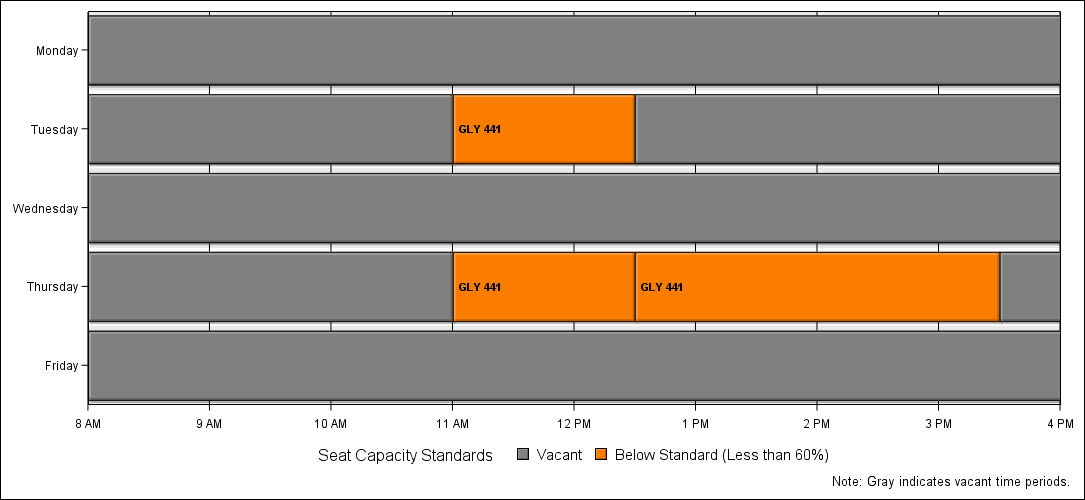 Monday
Tuesday
GLY 441
Wednesday
Thursday
GLY 441
GLY 441
Friday
8 AM
9 AM
10 AM
11 AM
12 PM
1 PM
2 PM
3 PM
4 PM
Seat Capacity Standards
Vacant
Below Standard (Less than 60%)
Note: Gray indicates vacant time periods.